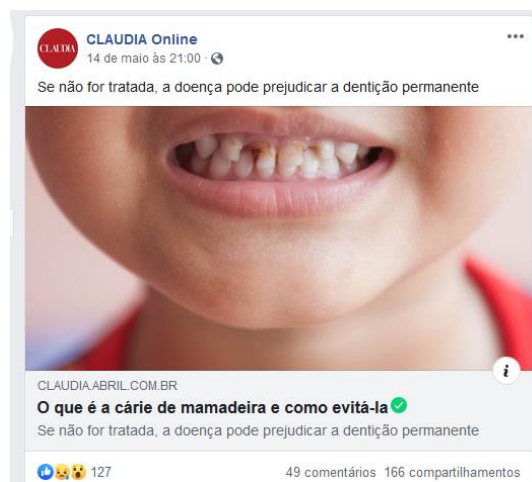 CLAUDIA
CLAUDIA Online
14 de maio às 21:00 ·
Se não for tratada, a doença pode prejudicar a dentição permanente
i
CLAUDIA.ABRIL.COM.BR
O que é a cárie de mamadeira e como evitá-la
Se não for tratada, a doença pode prejudicar a dentição permanente
127 49 comentários 166 compartilhamentos